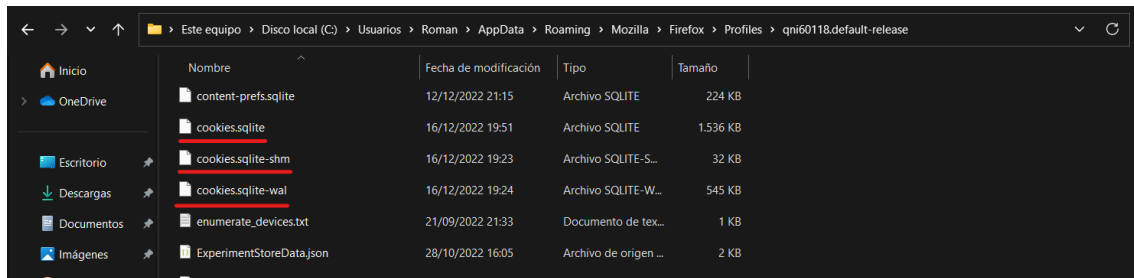 Este equipo > Disco local (C:) > Usuarios > Roman > AppData > Roaming > Mozilla > Firefox > Profiles > qni60118.default-release
Inicio
OneDrive
Escritorio
Descargas
Documentos
Imágenes
Nombre Fecha de modificación Tipo Tamaño
content-prefs.sqlite 12/12/2022 21:15 Archivo SQLITE 224 KB
cookies.sqlite 16/12/2022 19:51 Archivo SQLITE 1.536 KB
cookies.sqlite-shm 16/12/2022 19:23 Archivo SQLITE-S... 32 KB
cookies.sqlite-wal 16/12/2022 19:24 Archivo SQLITE-W... 545 KB
enumerate_devices.txt 21/09/2022 21:33 Documento de tex... 1 KB
ExperimentStoreData.json 28/10/2022 16:05 Archivo de origen ... 2 KB